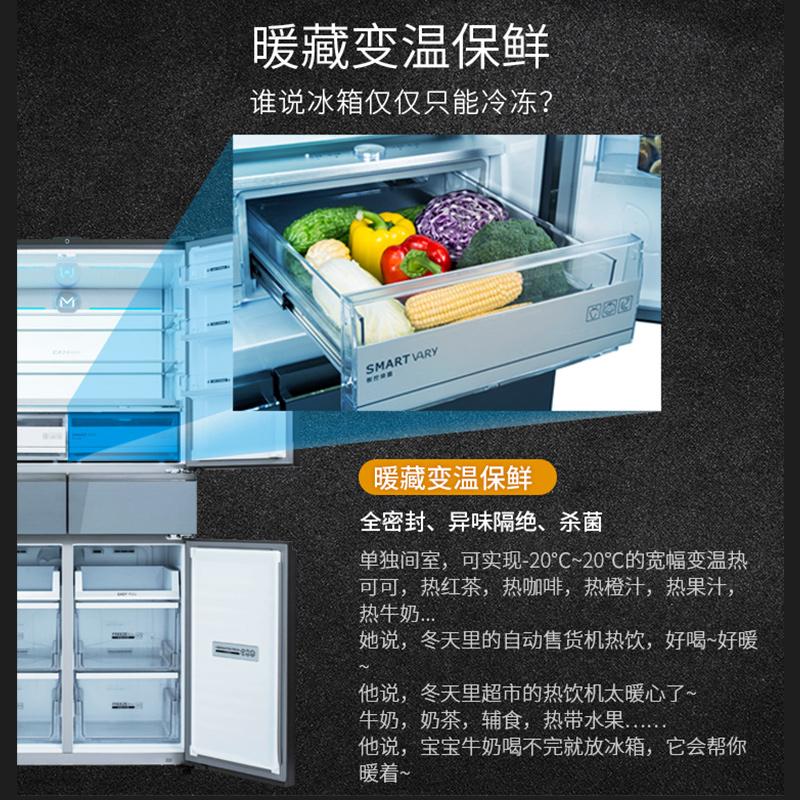 暖藏变温保鲜
谁说冰箱仅仅只能冷冻?
SMART VARY
暖藏变温保鲜
全密封、异味隔绝、杀菌
单独间室，可实现-20℃~20℃的宽幅变温热
可可，热红茶，热咖啡，热橙汁，热果汁，
热牛奶...
她说，冬天里的自动售货机热饮，好喝~好暖
~
他说，冬天里超市的热饮机太暖心了~
牛奶，奶茶，辅食，热带水果……
他说，宝宝牛奶喝不完就放冰箱，它会帮你
暖着~